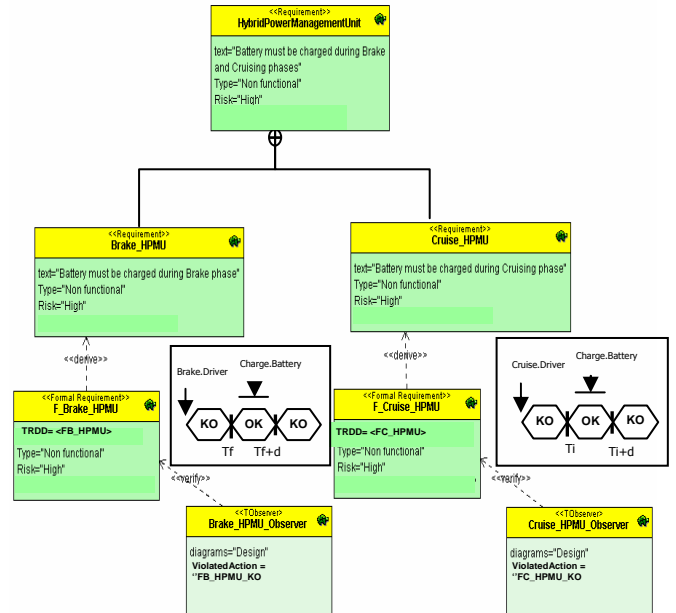 <<Requirement>>
HybridPowerManagementUnit
text="Battery must be charged during Brake
and Cruising phases"
Type="Non functional"
Risk="High"
<<Requirement>>
Brake_HPMU
text="Battery must be charged during Brake phase"
Type="Non functional"
Risk="High"
<<Requirement>>
Cruise_HPMU
text="Battery must be charged during Cruising phase"
Type="Non functional"
Risk="High"
<<derive>>
<<derive>>
Brake.Driver
Charge.Battery
KO
OK
KO
Tf
Tf+d
Cruise.Driver
Charge.Battery
KO
OK
KO
Ti
Ti+d
<<Formal Requirement>>
F_Brake_HPMU
TRDD= <FB_HPMU>
Type="Non functional"
Risk="High"
<<Formal Requirement>>
F_Cruise_HPMU
TRDD= <FC_HPMU>
Type="Non functional"
Risk="High"
<<verify>>
<<verify>>
<<TObserver>>
Brake_HPMU_Observer
diagrams="Design"
ViolatedAction =
‘’FB_HPMU_KO
<<TObserver>>
Cruise_HPMU_Observer
diagrams="Design"
ViolatedAction =
‘’FC_HPMU_KO